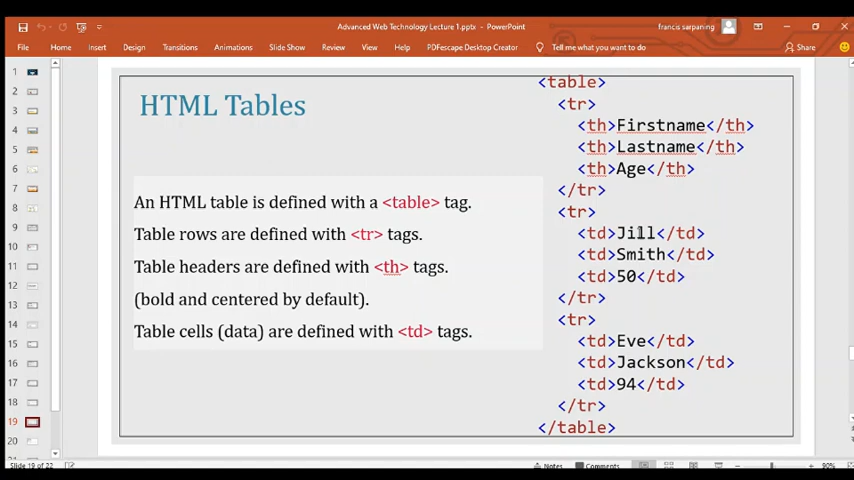 Advanced Web Technology Lecture 1.pptx - PowerPoint
francis sarpaning
File Home Insert Design Transitions Animations Slide Show Review View Help PDFescape Desktop Creator Tell me what you want to do Share
1
2
3
4
5
6
7
8
9
10
11
12
13
14
15
16
17
18
19
20
HTML Tables
An HTML table is defined with a <table> tag.
Table rows are defined with <tr> tags.
Table headers are defined with <th> tags.
(bold and centered by default).
Table cells (data) are defined with <td> tags.
<table>
<tr>
<th>Firstname</th>
<th>Lastname</th>
<th>Age</th>
</tr>
<tr>
<td>Jill</td>
<td>Smith</td>
<td>50</td>
</tr>
<tr>
<td>Eve</td>
<td>Jackson</td>
<td>94</td>
</tr>
</table>
Slide 19 of 22 Notes Comments 90%